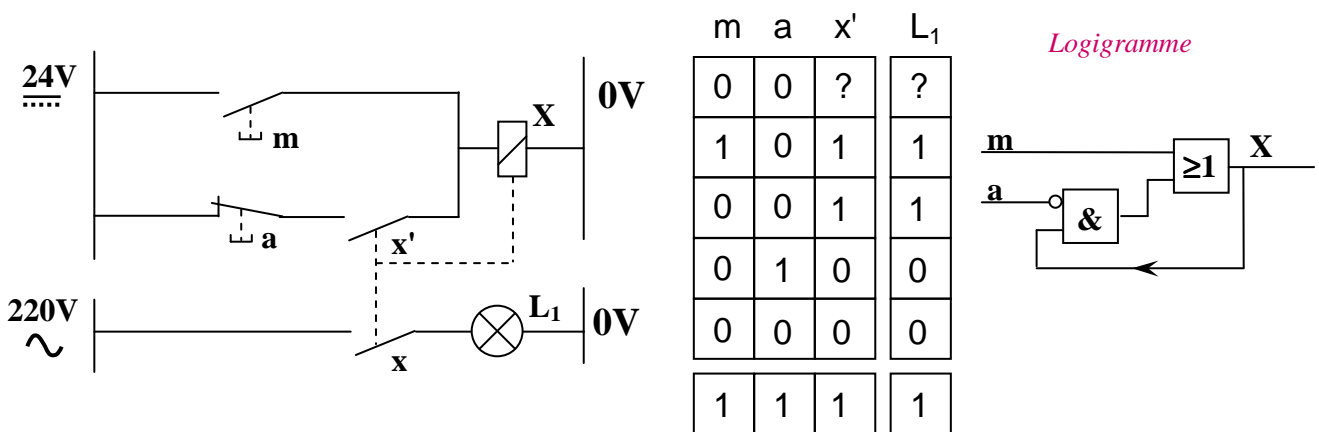 24V
m
X
0V
a
x'
220V
L₁
0V
x
m a x' L₁
0 0 ? ?
1 0 1 1
0 0 1 1
0 1 0 0
0 0 0 0
1 1 1 1
Logigramme
m
a
&
≥1
X